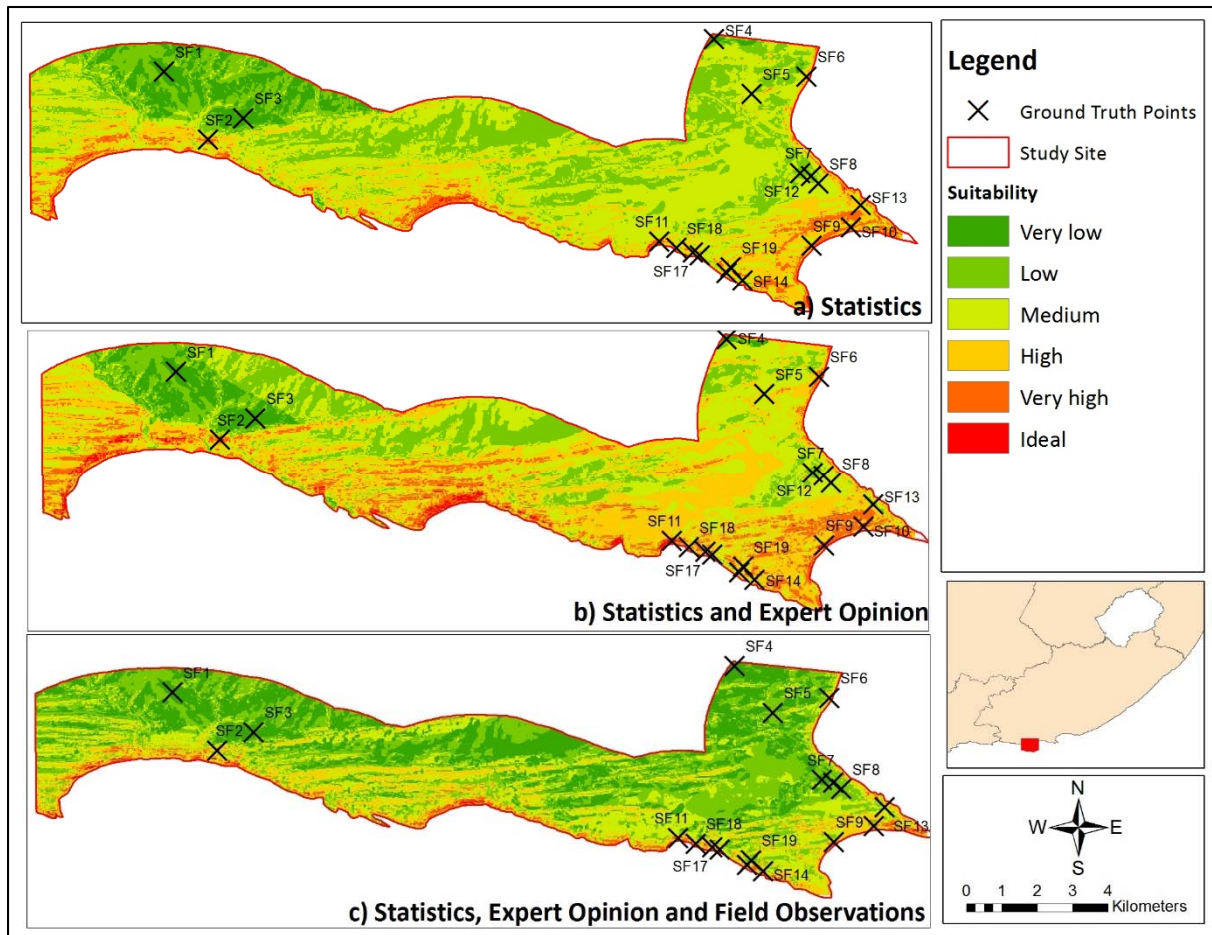 SF4
SF1
SF6
SF5
SF3
SF2
SF7
SF8
SF12
SF13
SF11
SF18
SF9
SF10
SF19
SF17
SF14
a) Statistics
SF4
SF1
SF6
SF5
SF3
SF2
SF7
SF8
SF12
SF13
SF11
SF18
SF9
SF10
SF19
SF17
SF14
b) Statistics and Expert Opinion
SF4
SF1
SF6
SF5
SF3
SF2
SF7
SF8
SF11
SF18
SF9
SF13
SF19
SF17
SF14
c) Statistics, Expert Opinion and Field Observations
Legend
Ground Truth Points
Study Site
Suitability
Very low
Low
Medium
High
Very high
Ideal
N
W
E
S
0 1 2 3 4
Kilometers